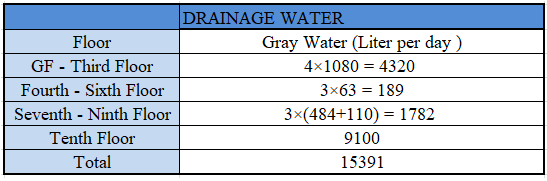 DRAINAGE WATER
Floor Gray Water (Liter per day )
GF - Third Floor 4×1080 = 4320
Fourth - Sixth Floor 3×63 = 189
Seventh - Ninth Floor 3×(484+110) = 1782
Tenth Floor 9100
Total 15391